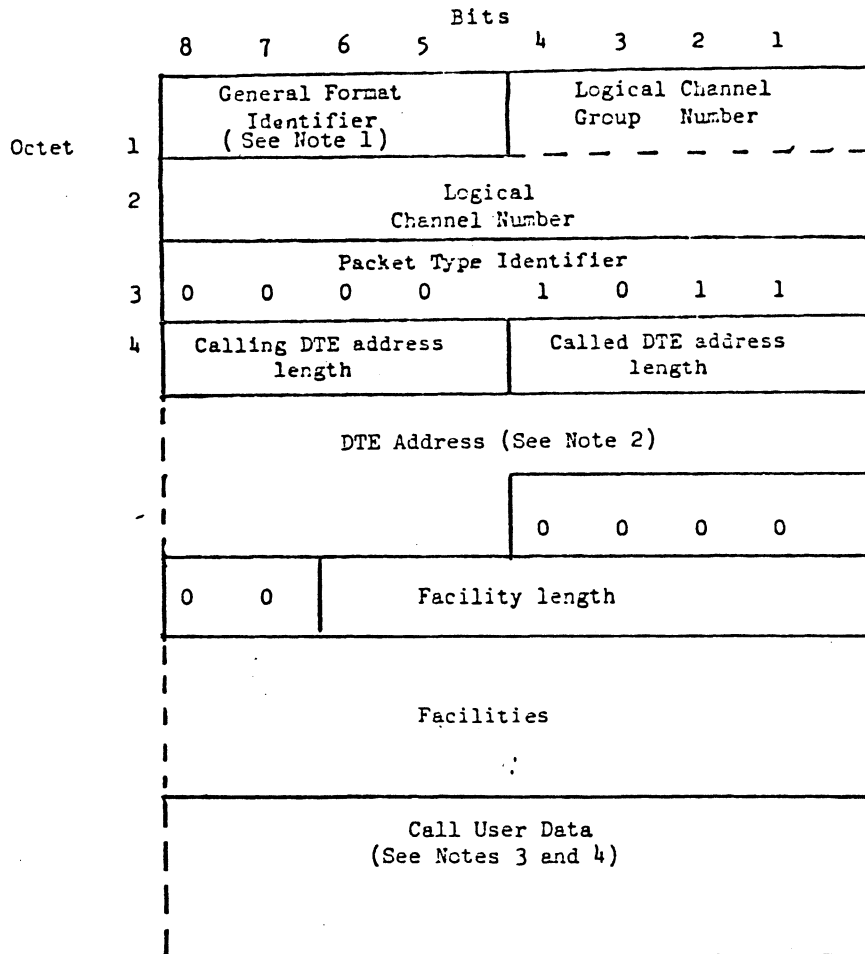 Bits
8 7 6 5 4 3 2 1
General Format Logical Channel
Identifier Group Number
(See Note 1)
Octet 1
2 Logical
Channel Number
Packet Type Identifier
3 0 0 0 0 1 0 1 1
4 Calling DTE address Called DTE address
length length
DTE Address (See Note 2)
0 0 0 0
0 0 Facility length
Facilities
Call User Data
(See Notes 3 and 4)